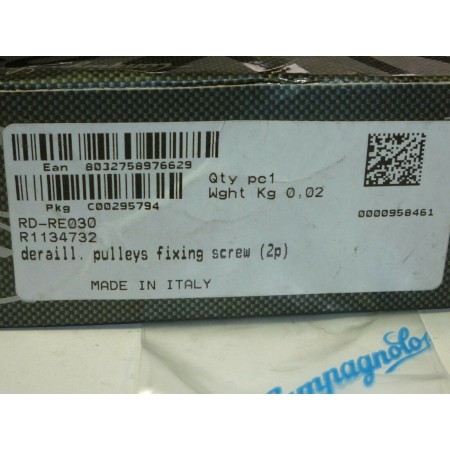 Ean 8032758976629
Qty pc1
Pkg C00295794
Wght Kg 0,02
0000958461
RD-RE030
R1134732
deraill. pulleys fixing screw (2p)
MADE IN ITALY
Campagnolo